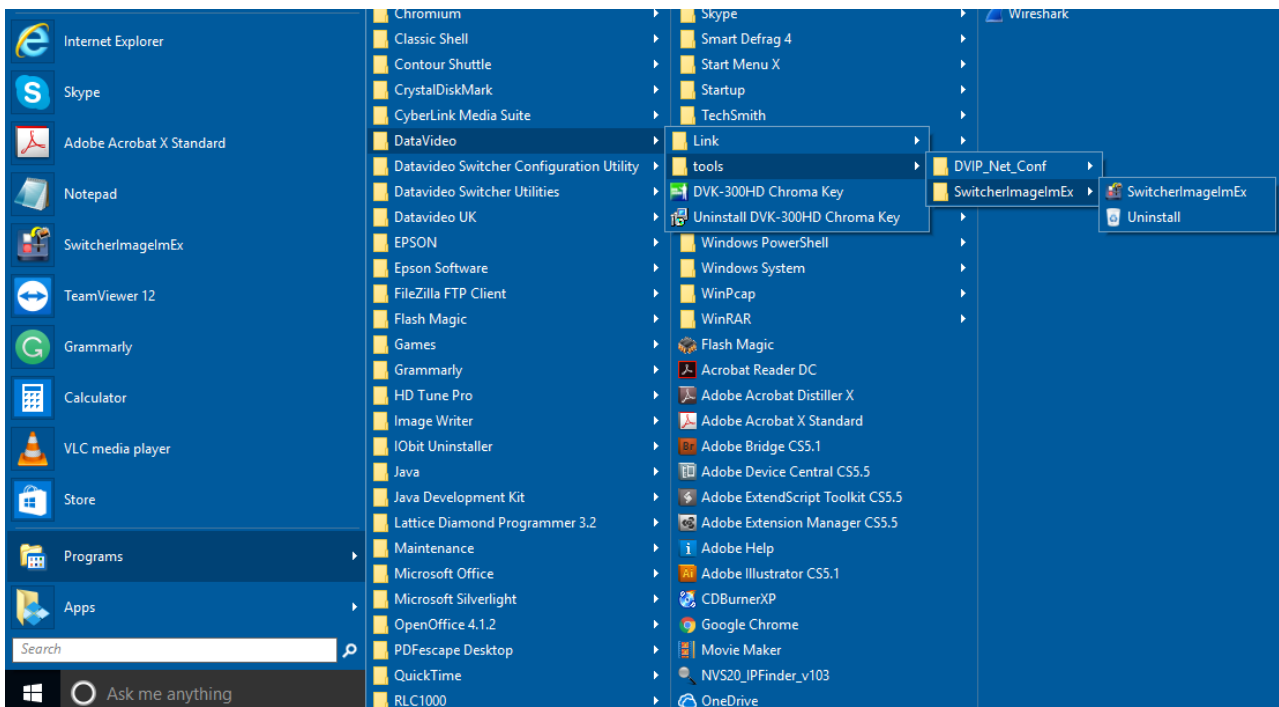 Internet Explorer
Skype
Adobe Acrobat X Standard
Notepad
SwitcherImageImEx
TeamViewer 12
Grammarly
Calculator
VLC media player
Store
Programs
Apps
Search
Ask me anything
Chromium
Classic Shell
Contour Shuttle
CrystalDiskMark
CyberLink Media Suite
DataVideo
Datavideo Switcher Configuration Utility
Datavideo Switcher Utilities
Datavideo UK
EPSON
Epson Software
FileZilla FTP Client
Flash Magic
Games
Grammarly
HD Tune Pro
Image Writer
IObit Uninstaller
Java
Java Development Kit
Lattice Diamond Programmer 3.2
Maintenance
Microsoft Office
Microsoft Silverlight
OpenOffice 4.1.2
PDFescape Desktop
QuickTime
RLC1000
Skype
Smart Defrag 4
Start Menu X
Startup
TechSmith
Link
tools
DVK-300HD Chroma Key
Uninstall DVK-300HD Chroma Key
Windows PowerShell
Windows System
WinPcap
WinRAR
Flash Magic
Acrobat Reader DC
Adobe Acrobat Distiller X
Adobe Acrobat X Standard
Adobe Bridge CS5.1
Adobe Device Central CS5.5
Adobe ExtendScript Toolkit CS5.5
Adobe Extension Manager CS5.5
Adobe Help
Adobe Illustrator CS5.1
CDBurnerXP
Google Chrome
Movie Maker
NVS20_IPFinder_v103
OneDrive
Wireshark
DVIP_Net_Conf
SwitcherImageImEx
SwitcherImageImEx
Uninstall